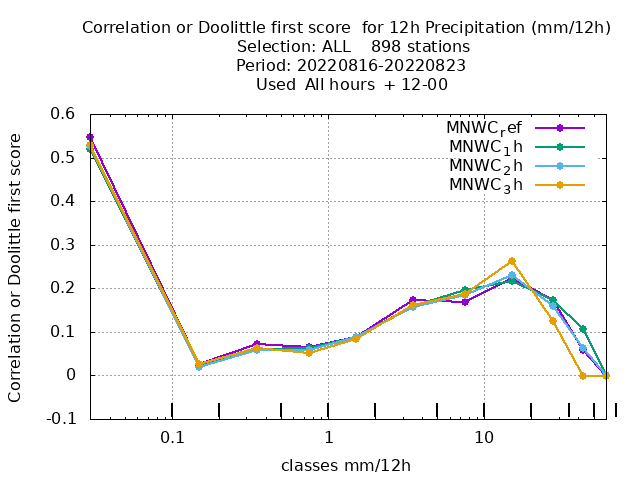 Correlation or Doolittle first score  for 12h Precipitation (mm/12h)
Selection: ALL    898 stations
Period: 20220816-20220823
Used  All hours  + 12-00
Correlation or Doolittle first score
0.6
0.5
0.4
0.3
0.2
0.1
0
-0.1
MNWC_ref
MNWC_1h
MNWC_2h
MNWC_3h
0.1
1
10
classes mm/12h